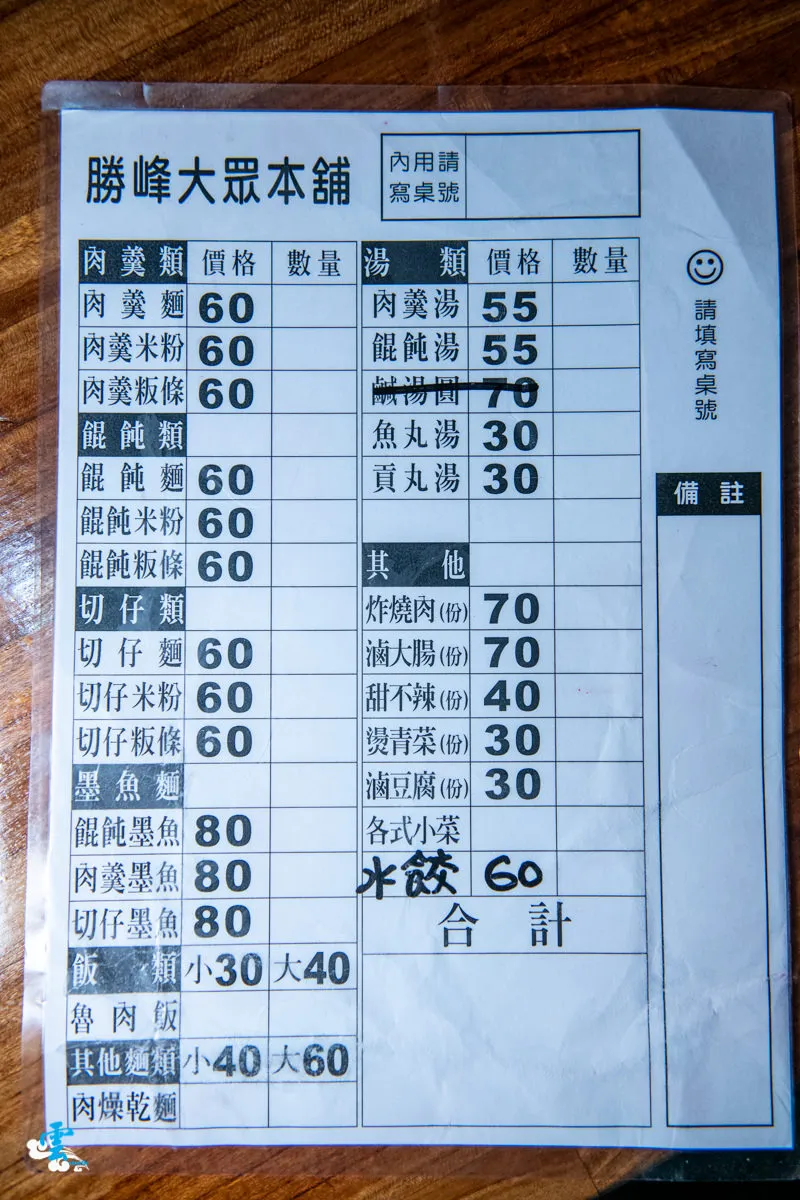 勝峰大眾本舖
內用請
寫桌號
肉羹類 價格 數量
肉羹麵 60
肉羹米粉 60
肉羹粄條 60
餛飩類
餛飩麵 60
餛飩米粉 60
餛飩粄條 60
切仔類
切仔麵 60
切仔米粉 60
切仔粄條 60
墨魚麵
餛飩墨魚 80
肉羹墨魚 80
切仔墨魚 80
飯類 小30 大40
魯肉飯
其他麵類 小40 大60
肉燥乾麵
湯類 價格 數量
肉羹湯 55
餛飩湯 55
鹹湯圓 70
魚丸湯 30
貢丸湯 30
其他
炸燒肉(份) 70
滷大腸(份) 70
甜不辣(份) 40
燙青菜(份) 30
滷豆腐(份) 30
各式小菜
水餃 60
合計
請填寫桌號
備註
雲